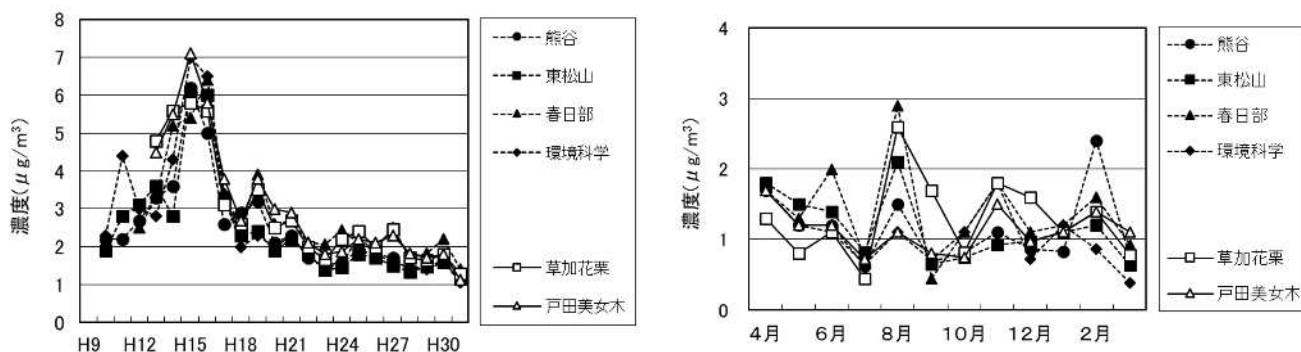 濃度(μg/m³)
8
7
6
5
4
3
2
1
0
H9 H12 H15 H18 H21 H24 H27 H30
熊谷
東松山
春日部
環境科学
草加花栗
戸田美女木
濃度(μg/m³)
4
3
2
1
0
4月 6月 8月 10月 12月 2月
熊谷
東松山
春日部
環境科学
草加花栗
戸田美女木